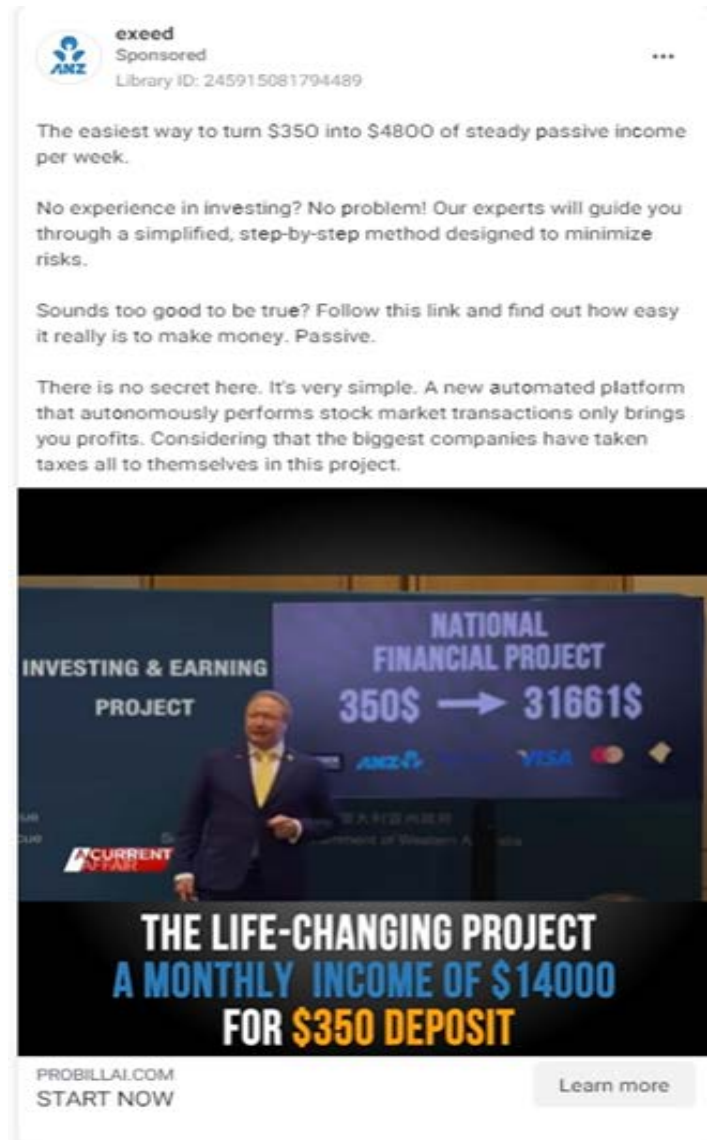 exeed
Sponsored
ANZ
Library ID: 245915081794489
The easiest way to turn $350 into $4800 of steady passive income
per week.
No experience in investing? No problem! Our experts will guide you
through a simplified, step-by-step method designed to minimize
risks.
Sounds too good to be true? Follow this link and find out how easy
it really is to make money. Passive.
There is no secret here. It's very simple. A new automated platform
that autonomously performs stock market transactions only brings
you profits. Considering that the biggest companies have taken
taxes all to themselves in this project.
INVESTING & EARNING
PROJECT
NATIONAL
FINANCIAL PROJECT
350$ → 31661$
ANZ
VISA
A CURRENT
AFFAIR
THE LIFE-CHANGING PROJECT
A MONTHLY INCOME OF $14000
FOR $350 DEPOSIT
PROBILLAI.COM
START NOW
Learn more